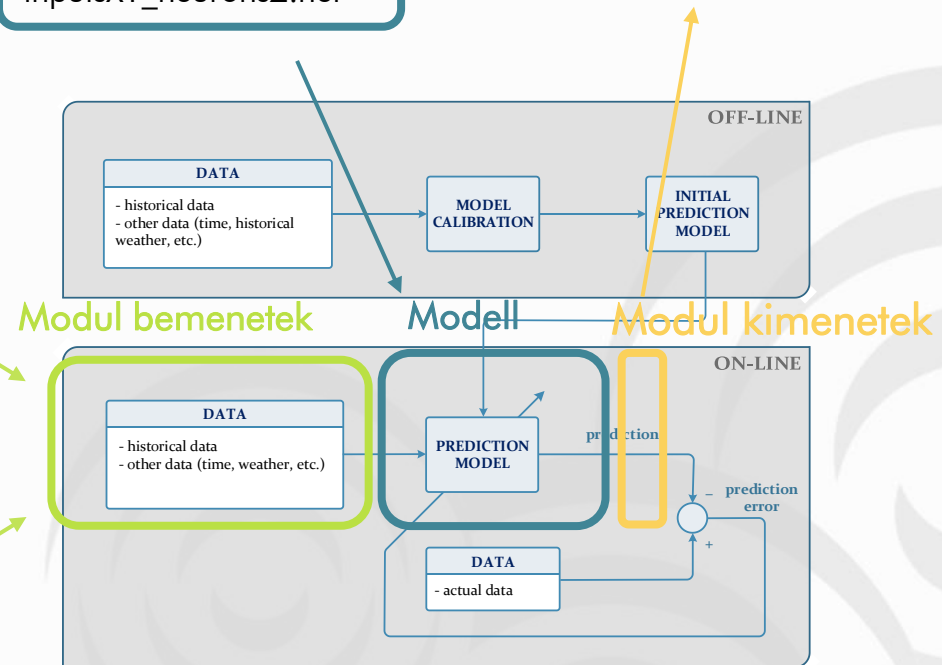 OFF-LINE
DATA
- historical data
- other data (time, historical
weather, etc.)
MODEL
CALIBRATION
INITIAL
PREDICTION
MODEL
Modul bemenetek
Modell
Modul kimenetek
ON-LINE
DATA
- historical data
- other data (time, weather, etc.)
PREDICTION
MODEL
prediction
–
prediction
error
+
DATA
- actual data